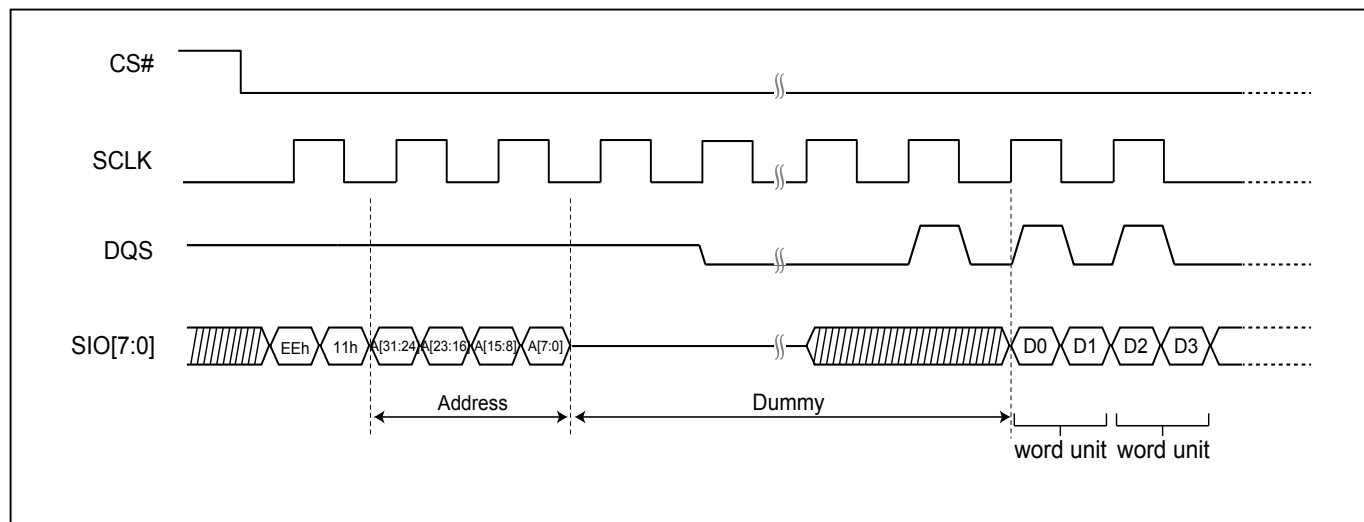 CS#
SCLK
DQS
SIO[7:0]
EEh 11h A[31:24] A[23:16] A[15:8] A[7:0] D0 D1 D2 D3
Address Dummy
word unit word unit